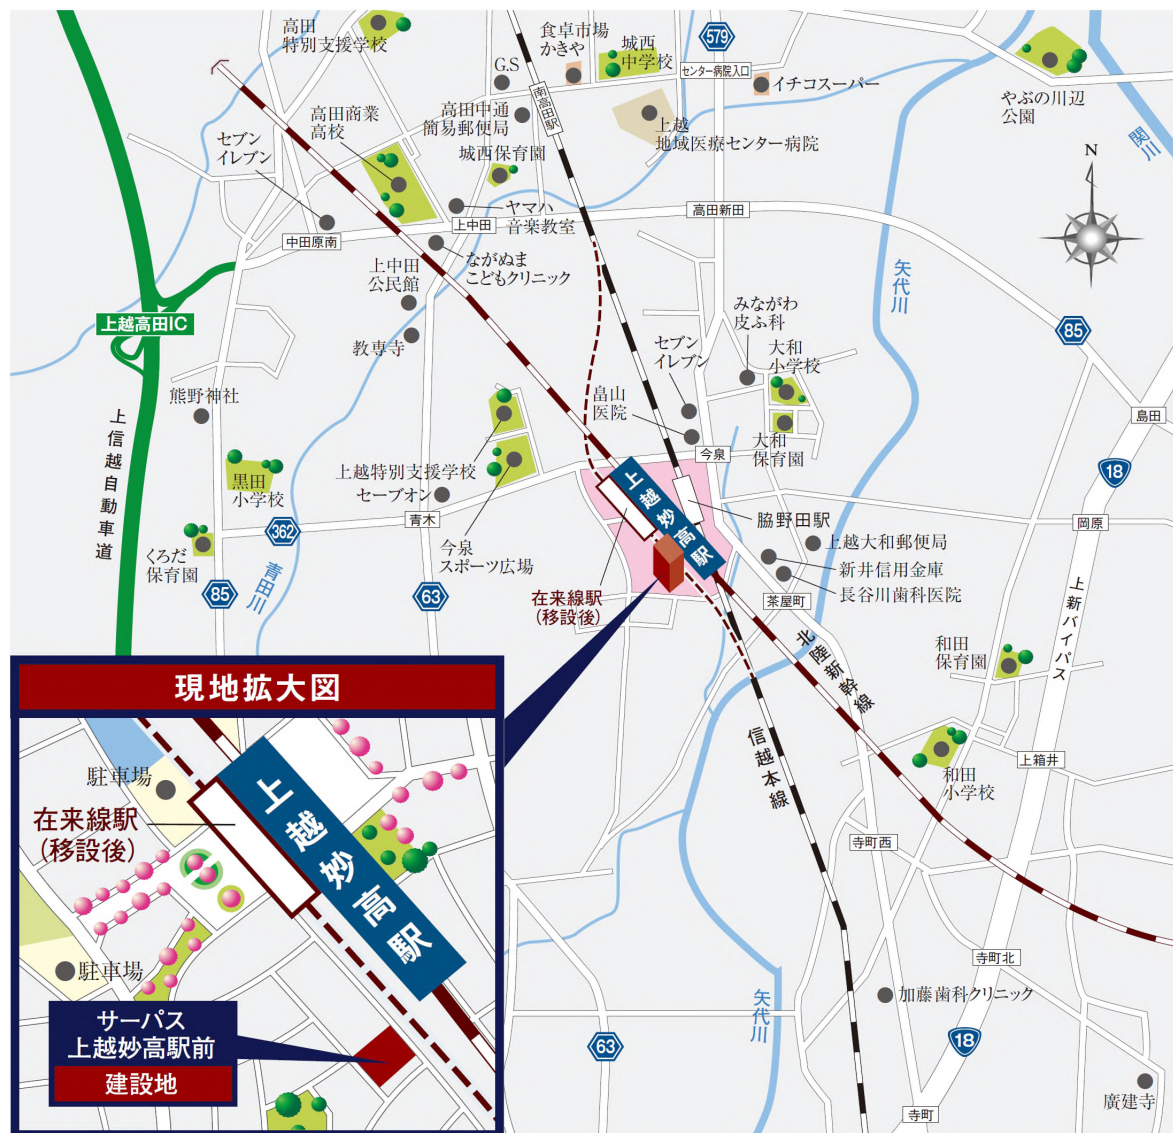 高田
特別支援学校
G.S
食卓市場
かきや
城西
中学校
579
センター病院入口
イチコスーパー
やぶの川辺
公園
関川
南高田駅
高田商業
高校
高田中通
簡易郵便局
上越
地域医療センター病院
セブン
イレブン
城西保育園
ヤマハ
音楽教室
上中田
高田新田
中田原南
ながぬま
こどもクリニック
上中田
公民館
矢代川
N
上越高田IC
教専寺
みながわ
皮ふ科
セブン
イレブン
大和
小学校
85
熊野神社
畠山
医院
島田
上信越自動車道
今泉
大和
保育園
18
黒田
小学校
上越特別支援学校
セーブオン
青木
上越妙高駅
脇野田駅
岡原
362
くろだ
保育園
青田川
今泉
スポーツ広場
上越大和郵便局
新井信用金庫
長谷川歯科医院
85
63
在来線駅
(移設後)
茶屋町
上新バイパス
北陸新幹線
和田
保育園
信越本線
上箱井
和田
小学校
寺町西
寺町北
加藤歯科クリニック
矢代川
63
18
廣建寺
寺町
現地拡大図
駐車場
在来線駅
(移設後)
上越妙高駅
駐車場
サーパス
上越妙高駅前
建設地